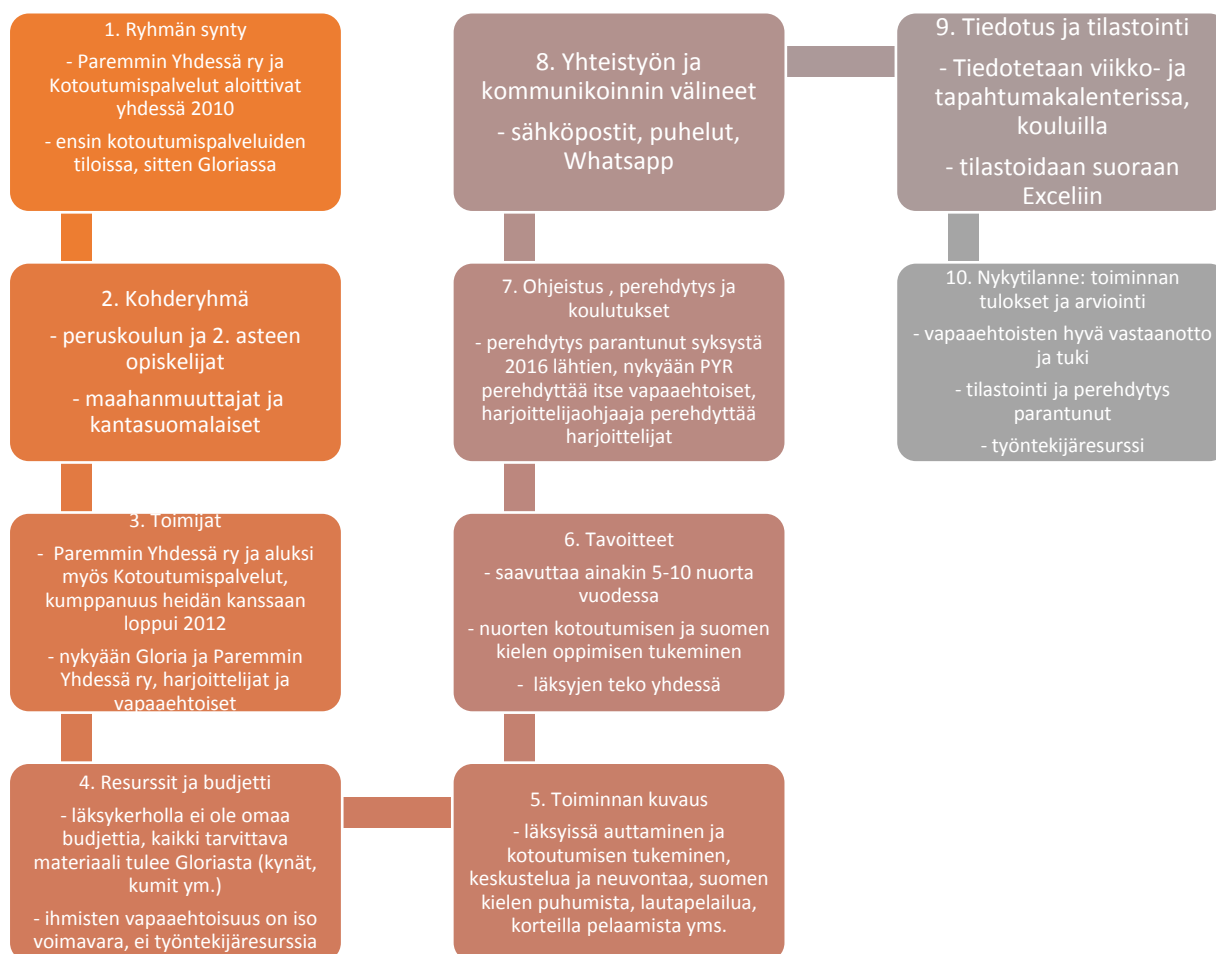 1. Ryhmän synty
- Paremmin Yhdessä ry ja
Kotoutumispalvelut aloittivat
yhdessä 2010
- ensin kotoutumispalveluiden
tiloissa, sitten Gloriassa
2. Kohderyhmä
- peruskoulun ja 2. asteen
opiskelijat
- maahanmuuttajat ja
kantasuomalaiset
3. Toimijat
- Paremmin Yhdessä ry ja aluksi
myös Kotoutumispalvelut,
kumppanuus heidän kanssaan
loppui 2012
- nykyään Gloria ja Paremmin
Yhdessä ry, harjoittelijat ja
vapaaehtoiset
4. Resurssit ja budjetti
- läksykerholla ei ole omaa
budjettia, kaikki tarvittava
materiaali tulee Gloriasta (kynät,
kumit ym.)
- ihmisten vapaaehtoisuus on iso
voimavara, ei työntekijäresurssia
5. Toiminnan kuvaus
- läksyissä auttaminen ja
kotoutumisen tukeminen,
keskustelua ja neuvontaa, suomen
kielen puhumista, lautapelailua,
korteilla pelaamista yms.
6. Tavoitteet
- saavuttaa ainakin 5-10 nuorta
vuodessa
- nuorten kotoutumisen ja suomen
kielen oppimisen tukeminen
- läksyjen teko yhdessä
7. Ohjeistus , perehdytys ja
koulutukset
- perehdytys parantunut syksystä
2016 lähtien, nykyään PYR
perehdyttää itse vapaaehtoiset,
harjoittelijaohjaaja perehdyttää
harjoittelijat
8. Yhteistyön ja
kommunikoinnin välineet
- sähköpostit, puhelut,
Whatsapp
9. Tiedotus ja tilastointi
- Tiedotetaan viikko- ja
tapahtumakalenterissa,
kouluilla
- tilastoidaan suoraan
Exceliin
10. Nykytilanne: toiminnan
tulokset ja arviointi
- vapaaehtoisten hyvä vastaanotto
ja tuki
- tilastointi ja perehdytys
parantunut
- työntekijäresurssi